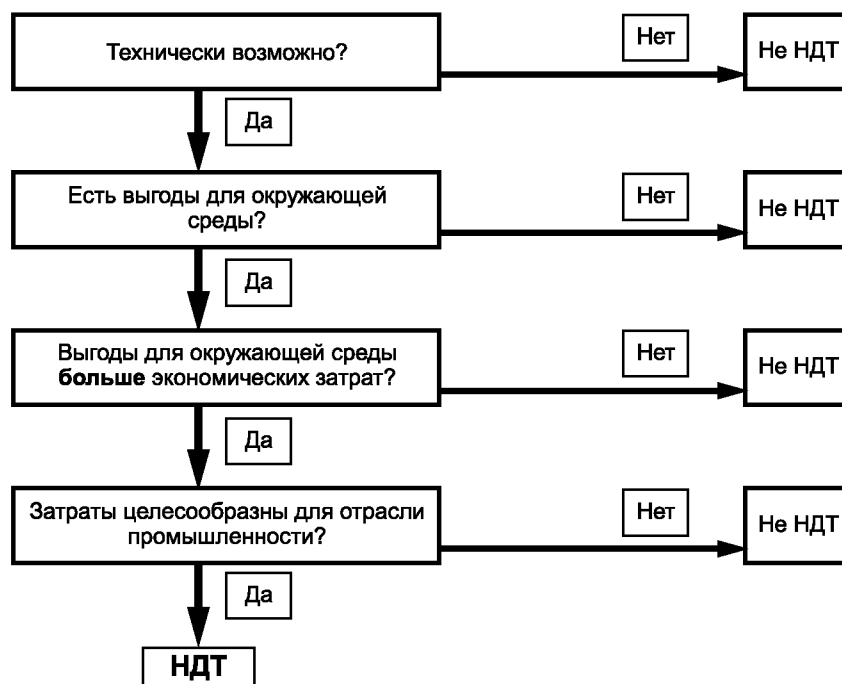 Технически возможно?
Нет
Не НДТ
Да
Есть выгоды для окружающей
среды?
Нет
Не НДТ
Да
Выгоды для окружающей среды
больше экономических затрат?
Нет
Не НДТ
Да
Затраты целесообразны для отрасли
промышленности?
Нет
Не НДТ
Да
НДТ